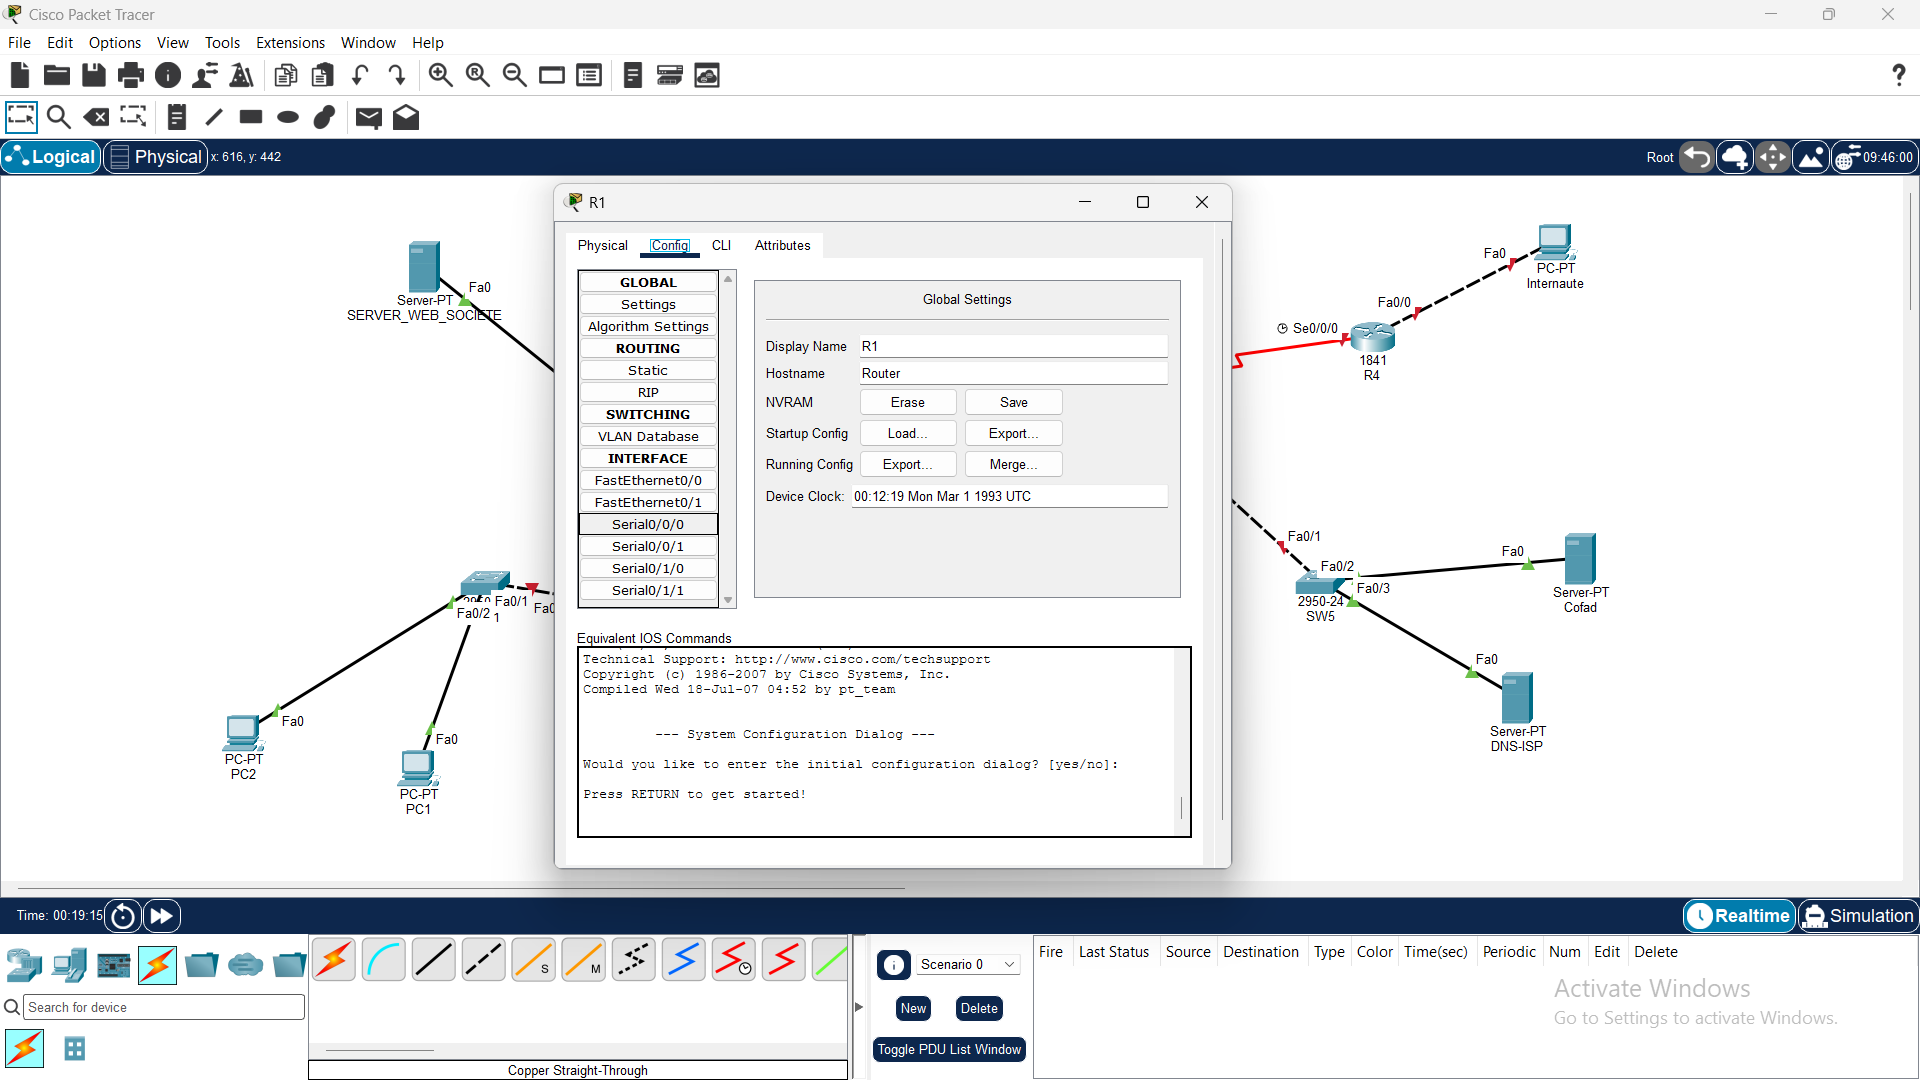 Cisco Packet Tracer
File Edit Options View Tools Extensions Window Help
Logical Physical x: 616, y: 442 Root 09:46:00
R1
Physical Config CLI Attributes
GLOBAL
Settings
Algorithm Settings
ROUTING
Static
RIP
SWITCHING
VLAN Database
INTERFACE
FastEthernet0/0
FastEthernet0/1
Serial0/0/0
Serial0/0/1
Serial0/1/0
Serial0/1/1
Global Settings
Display Name R1
Hostname Router
NVRAM Erase Save
Startup Config Load... Export...
Running Config Export... Merge...
Device Clock: 00:12:19 Mon Mar 1 1993 UTC
Equivalent IOS Commands
Technical Support: http://www.cisco.com/techsupport
Copyright (c) 1986-2007 by Cisco Systems, Inc.
Compiled Wed 18-Jul-07 04:52 by pt_team
--- System Configuration Dialog ---
Would you like to enter the initial configuration dialog? [yes/no]:
Press RETURN to get started!
Fa0
Server-PT
SERVER_WEB_SOCIETE
Fa0/1
Fa0/2
1
Fa0
PC-PT
PC2
Fa0
PC-PT
PC1
Fa0
PC-PT
Internaute
Fa0/0
Se0/0/0
1841
R4
Fa0/1
Fa0/2
Fa0/3
2950-24
SW5
Fa0
Server-PT
Cofad
Fa0
Server-PT
DNS-ISP
Time: 00:19:15 Realtime Simulation
Search for device
S
M
Copper Straight-Through
Scenario 0
New Delete
Toggle PDU List Window
Fire Last Status Source Destination Type Color Time(sec) Periodic Num Edit Delete
Activate Windows
Go to Settings to activate Windows.